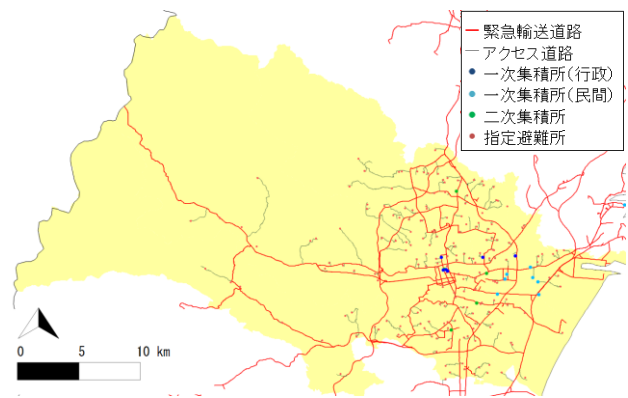 緊急輸送道路
アクセス道路
一次集積所(行政)
一次集積所(民間)
二次集積所
指定避難所
0 5 10 km